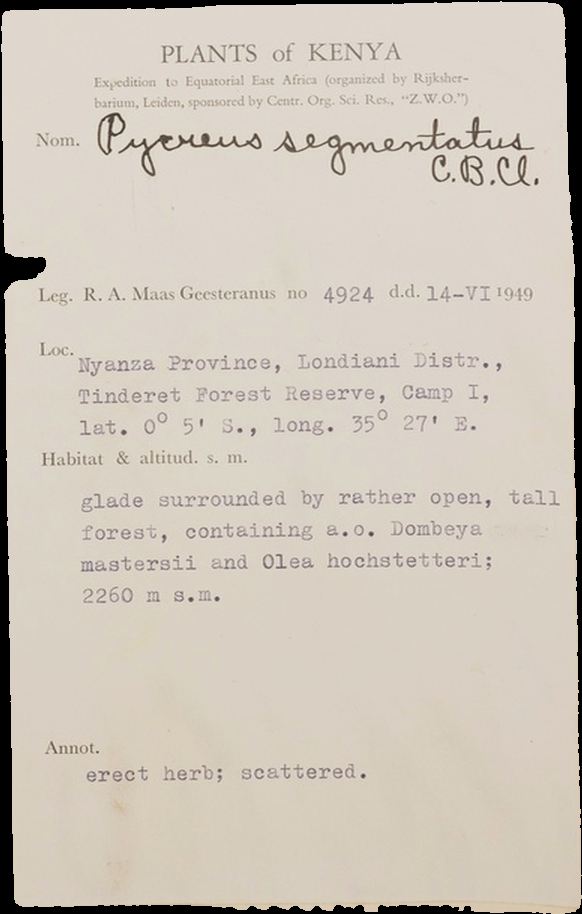 PLANTS of KENYA
Expedition to Equatorial East Africa (organized by Rijksher-
barium, Leiden, sponsored by Centr. Org. Sci. Res., "Z.W.O.")
Nom. Pycreus segmentatus
C.B.Cl.
Leg. R. A. Maas Geesteranus no 4924 d.d. 14-VI 1949
Loc. Nyanza Province, Londiani Distr.,
Tinderet Forest Reserve, Camp I,
lat. 0° 5' S., long. 35° 27' E.
Habitat & altitud. s. m.
glade surrounded by rather open, tall
forest, containing a.o. Dombeya
mastersii and Olea hochstetteri;
2260 m s.m.
Annot.
erect herb; scattered.